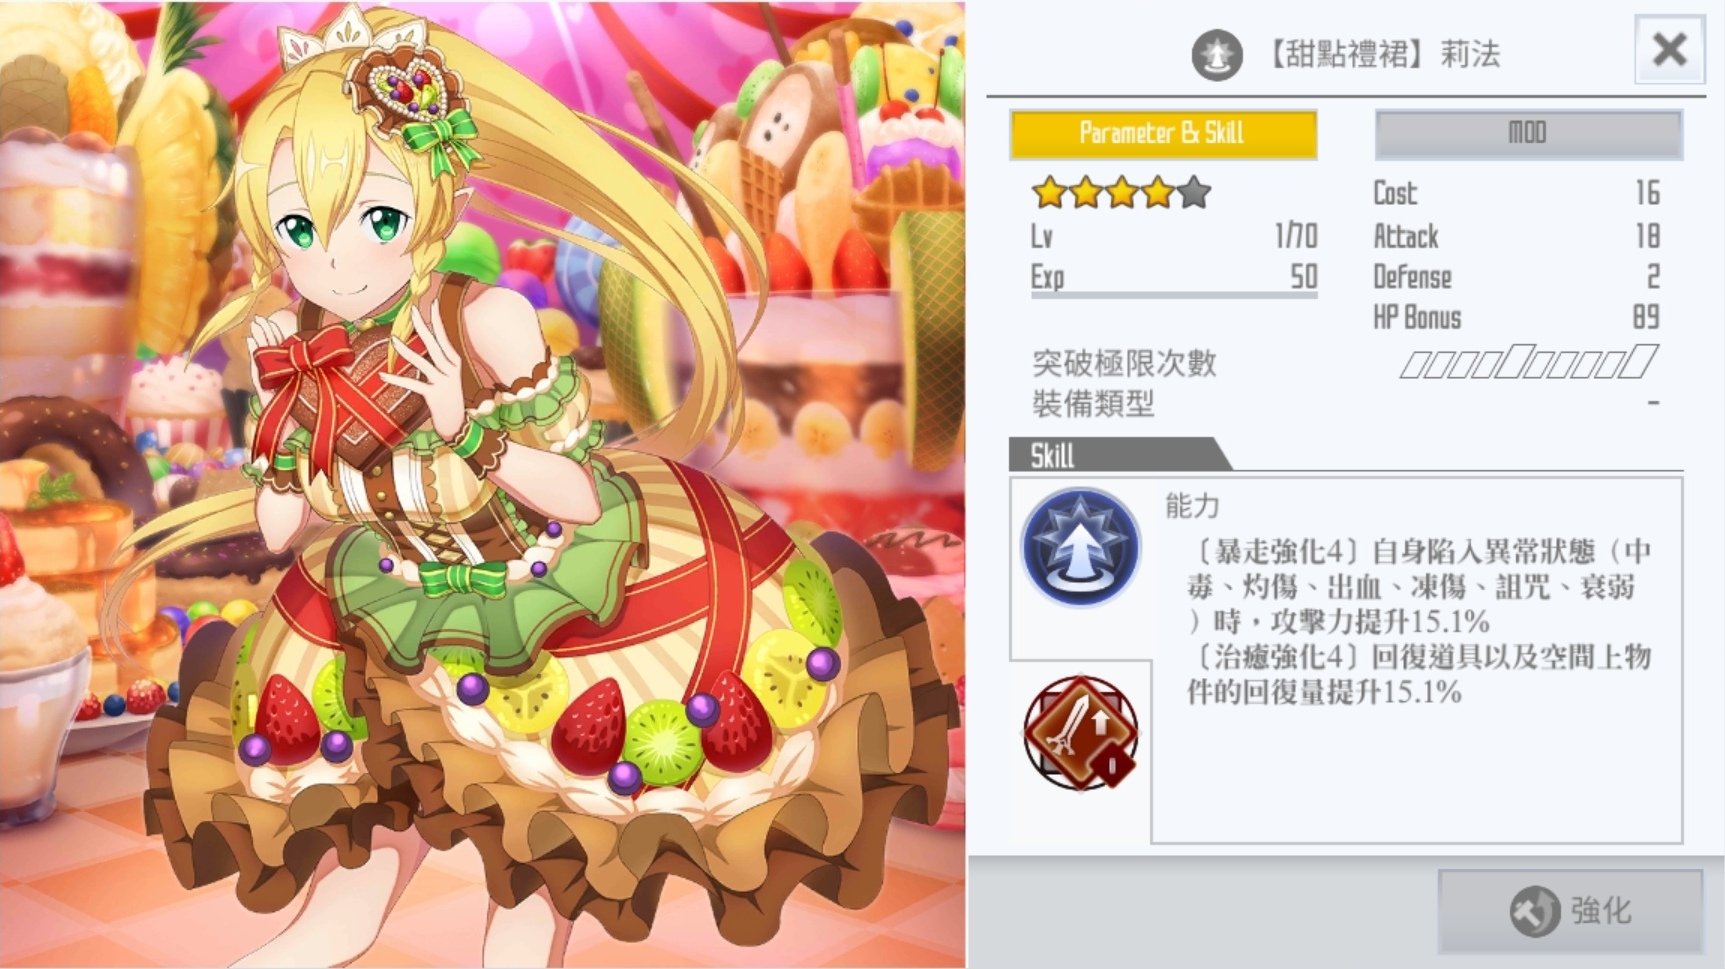 【甜點禮裙】莉法
Parameter & Skill
MOD
Lv 1/70
Exp 50
Cost 16
Attack 18
Defense 2
HP Bonus 89
突破極限次數
裝備類型 -
Skill
能力
〔暴走強化4〕自身陷入異常狀態（中
毒、灼傷、出血、凍傷、詛咒、衰弱
）時，攻擊力提升15.1%
〔治癒強化4〕回復道具以及空間上物
件的回復量提升15.1%
I
強化